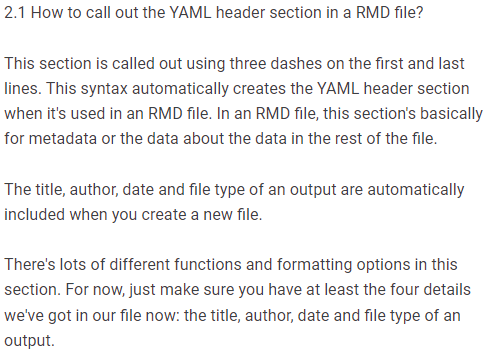 2.1 How to call out the YAML header section in a RMD file?
This section is called out using three dashes on the first and last
lines. This syntax automatically creates the YAML header section
when it's used in an RMD file. In an RMD file, this section's basically
for metadata or the data about the data in the rest of the file.
The title, author, date and file type of an output are automatically
included when you create a new file.
There's lots of different functions and formatting options in this
section. For now, just make sure you have at least the four details
we've got in our file now: the title, author, date and file type of an
output.